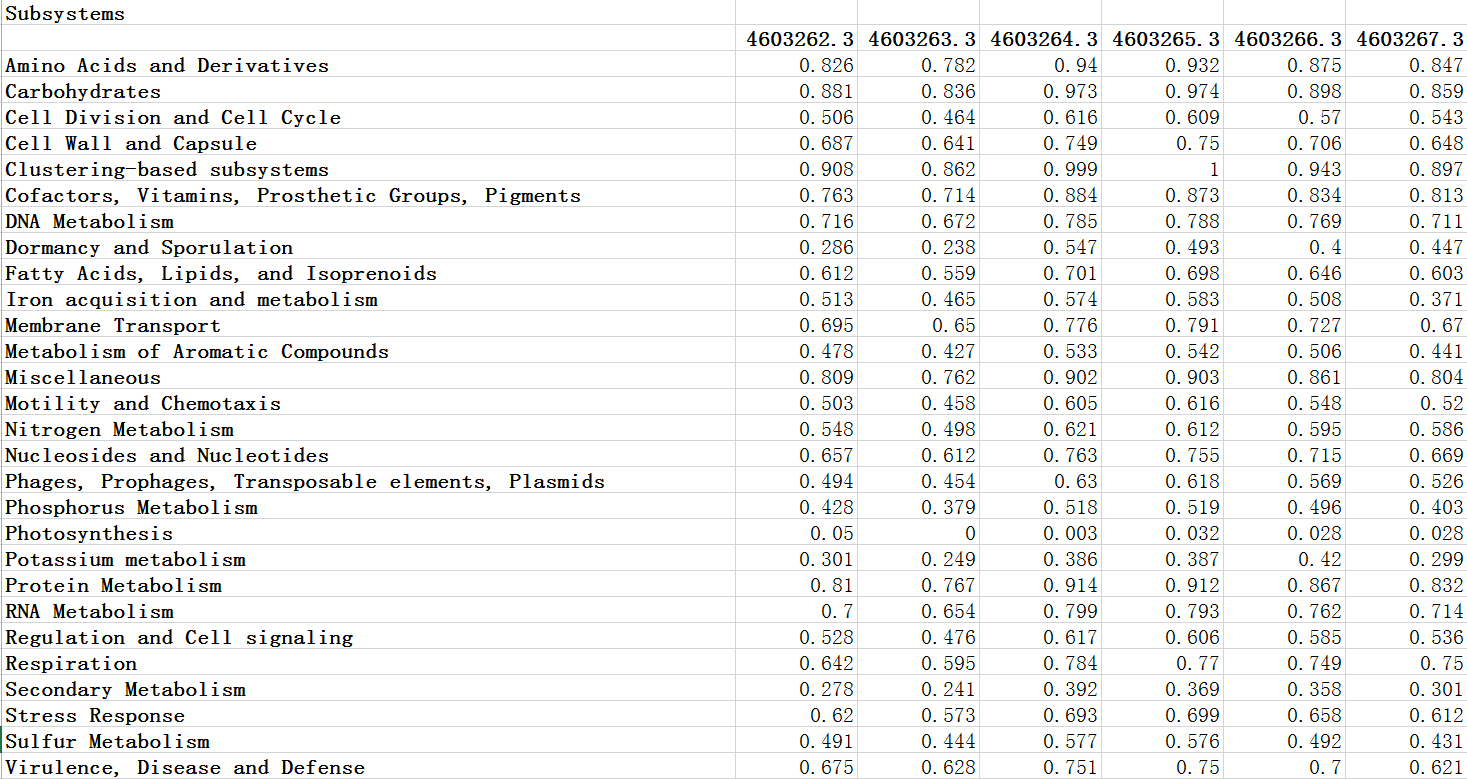 Subsystems
4603262.3 4603263.3 4603264.3 4603265.3 4603266.3 4603267.3
Amino Acids and Derivatives 0.826 0.782 0.94 0.932 0.875 0.847
Carbohydrates 0.881 0.836 0.973 0.974 0.898 0.859
Cell Division and Cell Cycle 0.506 0.464 0.616 0.609 0.57 0.543
Cell Wall and Capsule 0.687 0.641 0.749 0.75 0.706 0.648
Clustering-based subsystems 0.908 0.862 0.999 1 0.943 0.897
Cofactors, Vitamins, Prosthetic Groups, Pigments 0.763 0.714 0.884 0.873 0.834 0.813
DNA Metabolism 0.716 0.672 0.785 0.788 0.769 0.711
Dormancy and Sporulation 0.286 0.238 0.547 0.493 0.4 0.447
Fatty Acids, Lipids, and Isoprenoids 0.612 0.559 0.701 0.698 0.646 0.603
Iron acquisition and metabolism 0.513 0.465 0.574 0.583 0.508 0.371
Membrane Transport 0.695 0.65 0.776 0.791 0.727 0.67
Metabolism of Aromatic Compounds 0.478 0.427 0.533 0.542 0.506 0.441
Miscellaneous 0.809 0.762 0.902 0.903 0.861 0.804
Motility and Chemotaxis 0.503 0.458 0.605 0.616 0.548 0.52
Nitrogen Metabolism 0.548 0.498 0.621 0.612 0.595 0.586
Nucleosides and Nucleotides 0.657 0.612 0.763 0.755 0.715 0.669
Phages, Prophages, Transposable elements, Plasmids 0.494 0.454 0.63 0.618 0.569 0.526
Phosphorus Metabolism 0.428 0.379 0.518 0.519 0.496 0.403
Photosynthesis 0.05 0 0.003 0.032 0.028 0.028
Potassium metabolism 0.301 0.249 0.386 0.387 0.42 0.299
Protein Metabolism 0.81 0.767 0.914 0.912 0.867 0.832
RNA Metabolism 0.7 0.654 0.799 0.793 0.762 0.714
Regulation and Cell signaling 0.528 0.476 0.617 0.606 0.585 0.536
Respiration 0.642 0.595 0.784 0.77 0.749 0.75
Secondary Metabolism 0.278 0.241 0.392 0.369 0.358 0.301
Stress Response 0.62 0.573 0.693 0.699 0.658 0.612
Sulfur Metabolism 0.491 0.444 0.577 0.576 0.492 0.431
Virulence, Disease and Defense 0.675 0.628 0.751 0.75 0.7 0.621